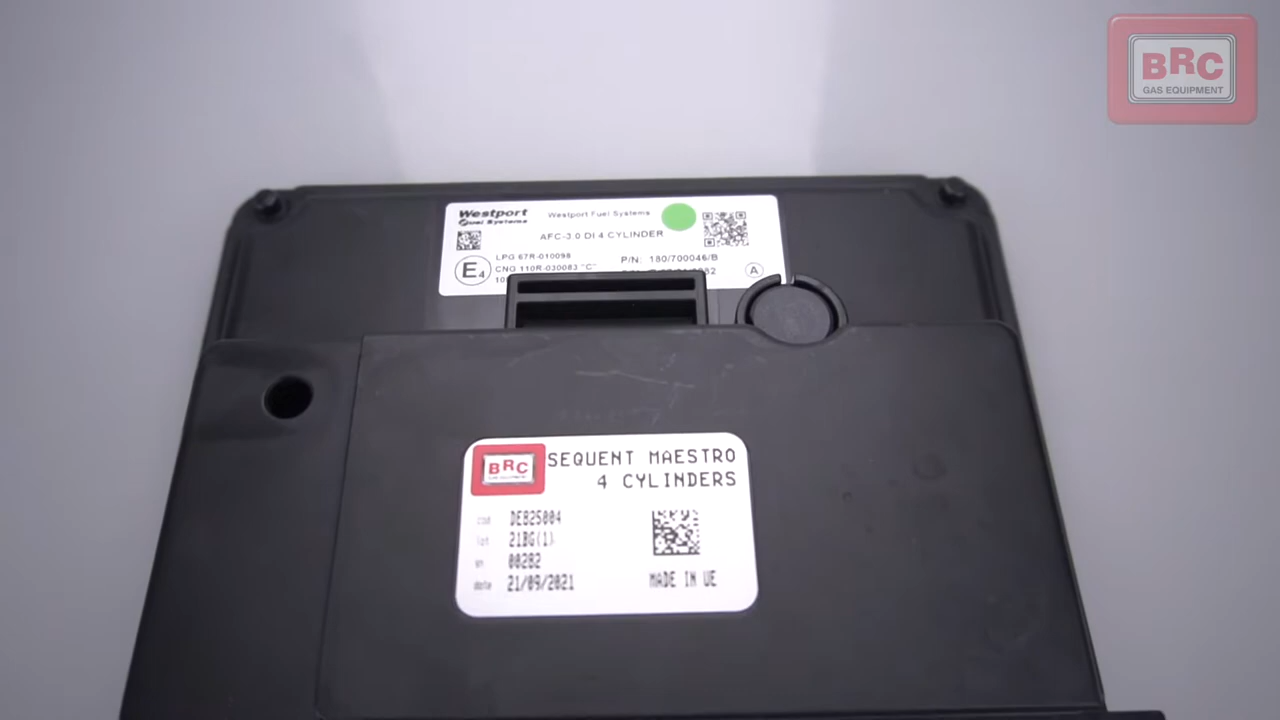 BRC
GAS EQUIPMENT
Westport
Fuel Systems
Westport Fuel Systems
AFC-3.0 DI 4 CYLINDER
E4
LPG 67R-010098
CNG 110R-030083 "C"
P/N: 180/700046/B
A
BRC
GAS EQUIPMENT
SEQUENT MAESTRO
4 CYLINDERS
cod DE825004
lot 21BG(1)
sn 00282
date 21/09/2021
MADE IN UE